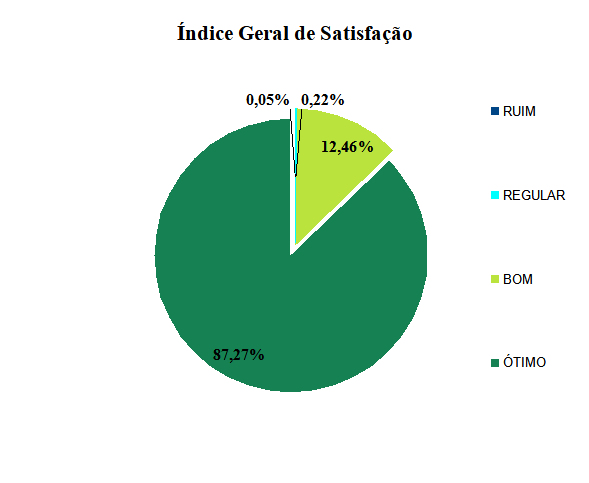 Índice Geral de Satisfação
0,05%
0,22%
12,46%
87,27%
RUIM
REGULAR
BOM
ÓTIMO